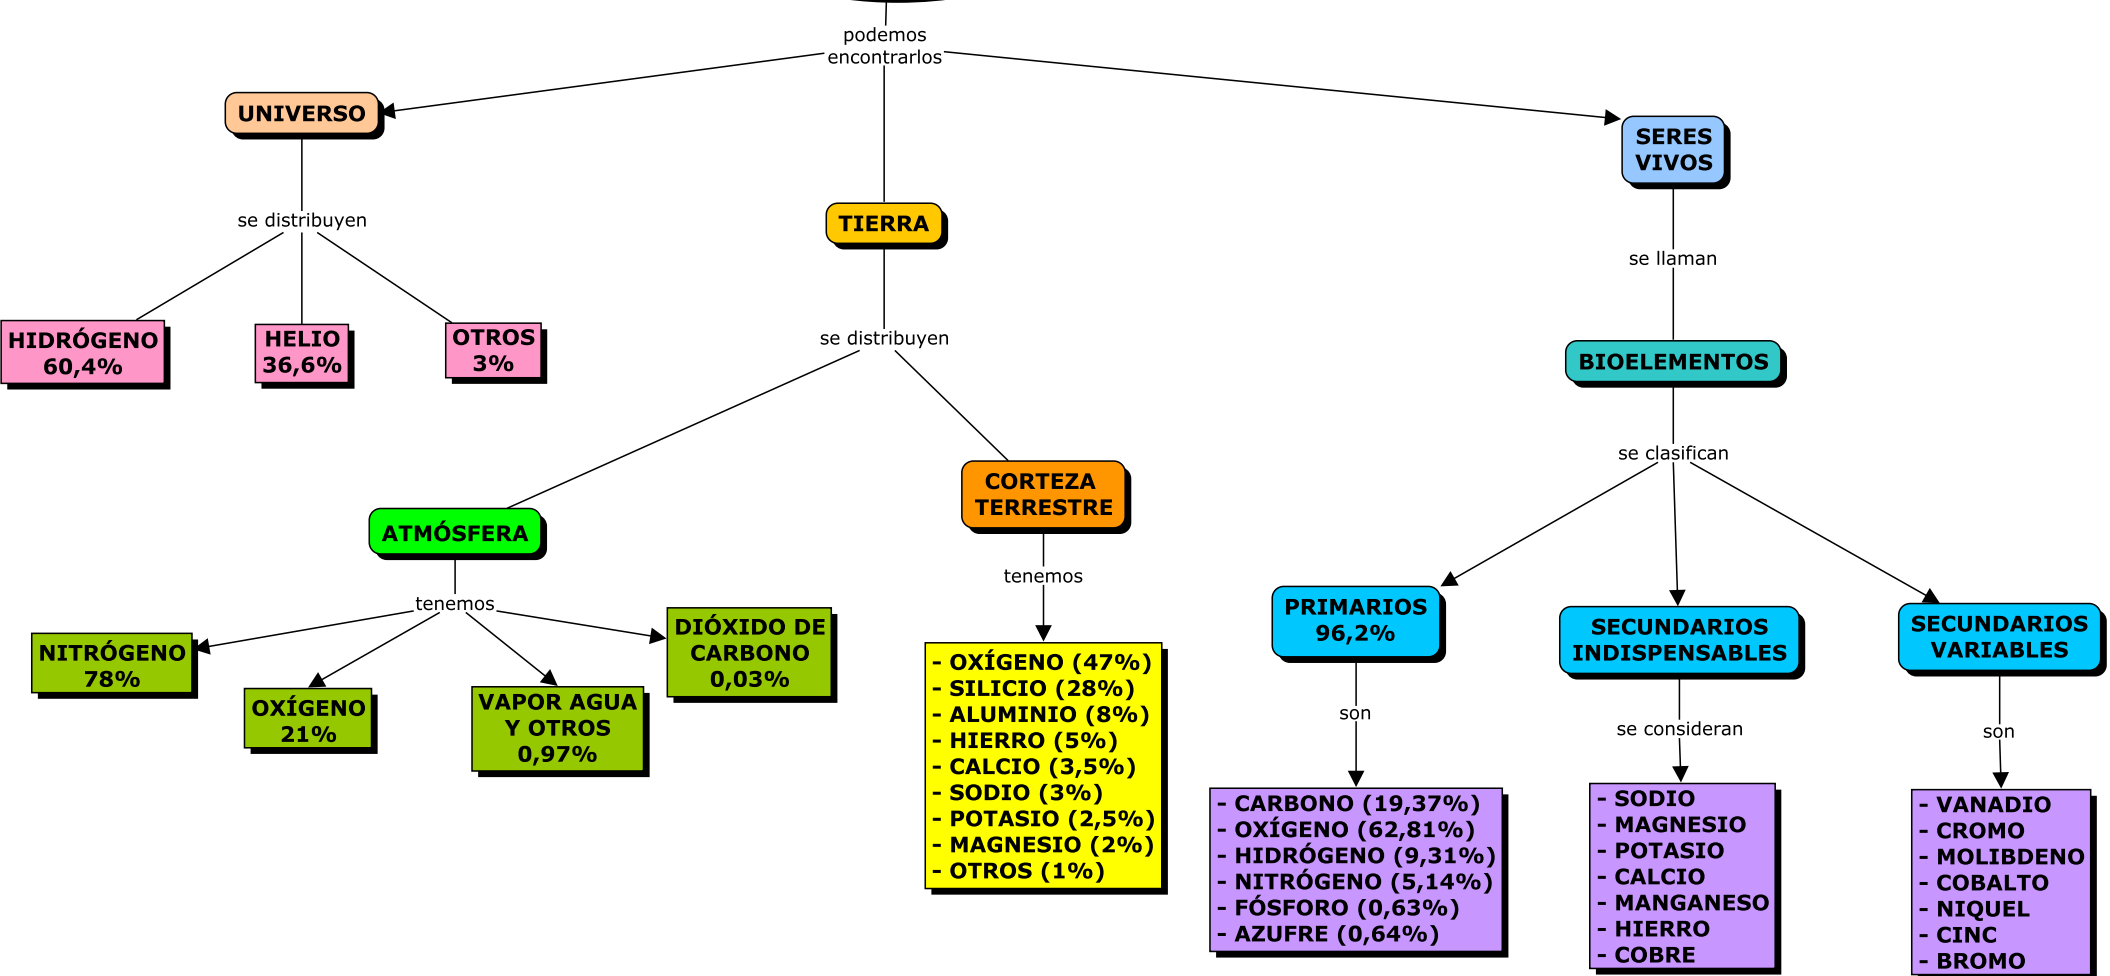 podemos
encontrarlos
UNIVERSO
se distribuyen
HIDRÓGENO
60,4%
HELIO
36,6%
OTROS
3%
TIERRA
se distribuyen
ATMÓSFERA
tenemos
NITRÓGENO
78%
OXÍGENO
21%
VAPOR AGUA
Y OTROS
0,97%
DIÓXIDO DE
CARBONO
0,03%
CORTEZA
TERRESTRE
tenemos
- OXÍGENO (47%)
- SILICIO (28%)
- ALUMINIO (8%)
- HIERRO (5%)
- CALCIO (3,5%)
- SODIO (3%)
- POTASIO (2,5%)
- MAGNESIO (2%)
- OTROS (1%)
SERES
VIVOS
se llaman
BIOELEMENTOS
se clasifican
PRIMARIOS
96,2%
son
- CARBONO (19,37%)
- OXÍGENO (62,81%)
- HIDRÓGENO (9,31%)
- NITRÓGENO (5,14%)
- FÓSFORO (0,63%)
- AZUFRE (0,64%)
SECUNDARIOS
INDISPENSABLES
se consideran
- SODIO
- MAGNESIO
- POTASIO
- CALCIO
- MANGANESO
- HIERRO
- COBRE
SECUNDARIOS
VARIABLES
son
- VANADIO
- CROMO
- MOLIBDENO
- COBALTO
- NIQUEL
- CINC
- BROMO